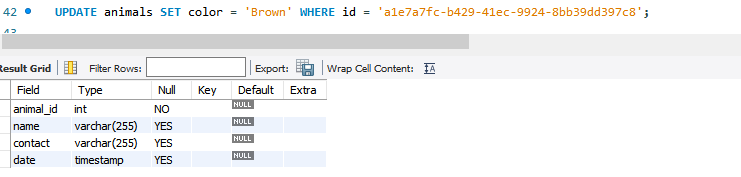 42 UPDATE animals SET color = 'Brown' WHERE id = 'a1e7a7fc-b429-41ec-9924-8bb39dd397c8';
43
Result Grid Filter Rows: Export: Wrap Cell Content: IA
Field Type Null Key Default Extra
animal_id int NO NULL
name varchar(255) YES NULL
contact varchar(255) YES NULL
date timestamp YES NULL